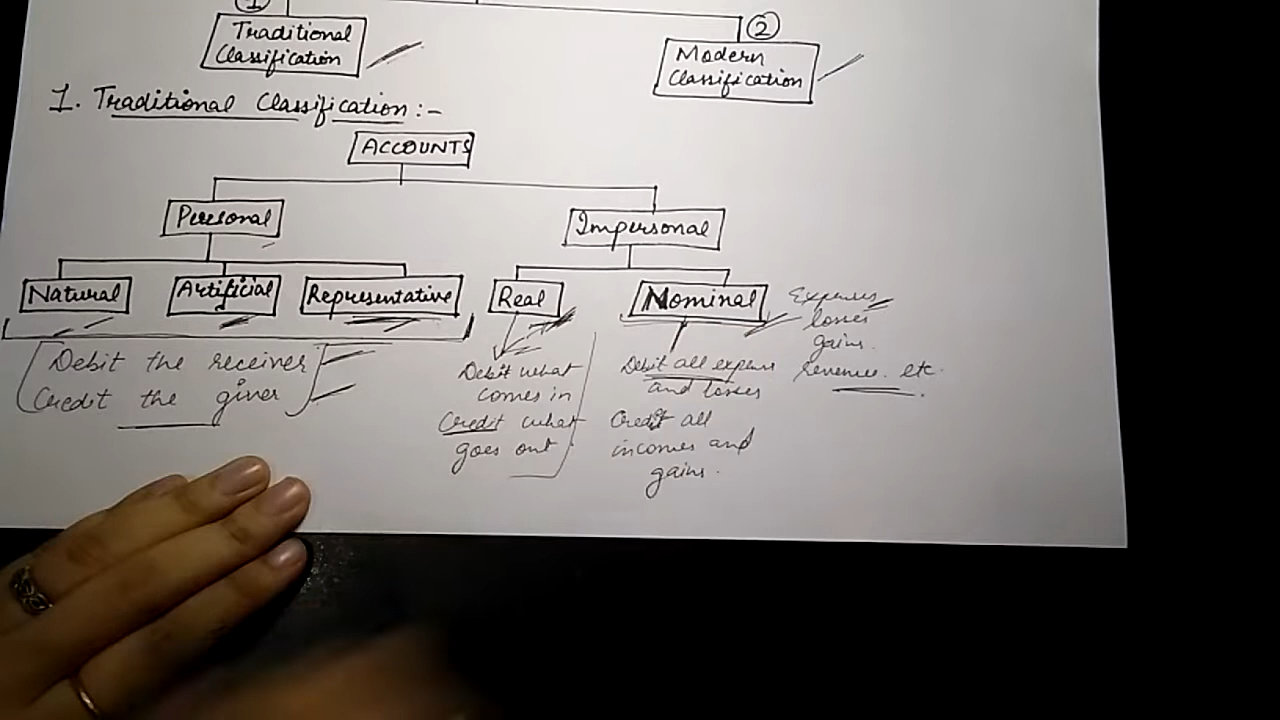 1
Traditional
Classification
2
Modern
Classification
1. Traditional Classification :-
ACCOUNTS
Personal
Impersonal
Natural
Artificial
Representative
Real
Nominal
Expenses
losses
gains.
revenue. etc.
Debit the receiver
Credit the giver
Debit what
comes in
Credit what
goes out.
Debit all expense
and losses
Credit all
incomes and
gains.